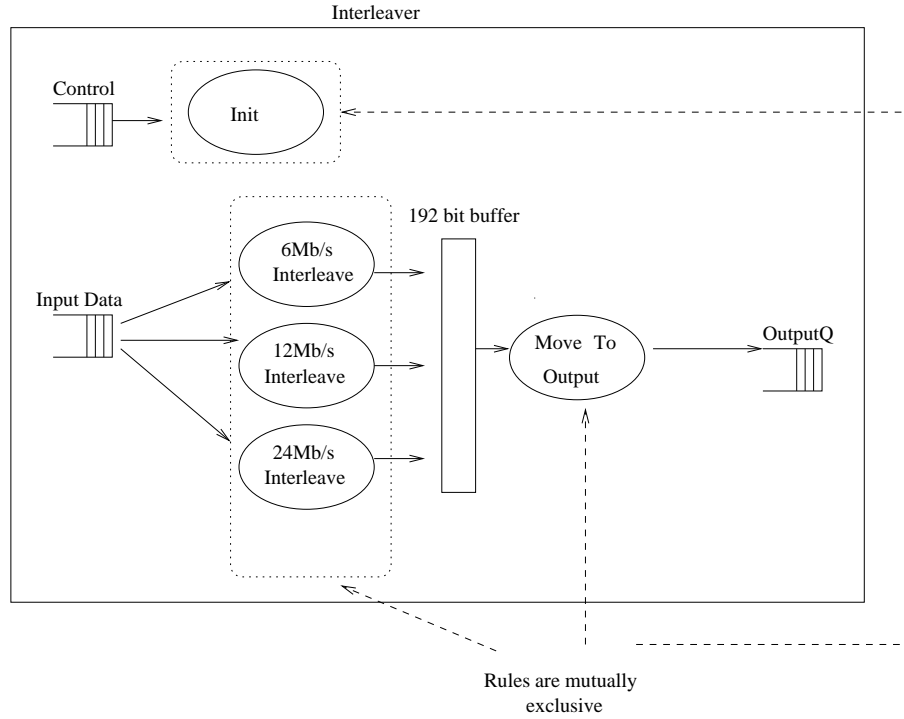 Interleaver
Control
Init
192 bit buffer
6Mb/s
Interleave
Input Data
12Mb/s
Interleave
Move To
Output
OutputQ
24Mb/s
Interleave
Rules are mutually
exclusive